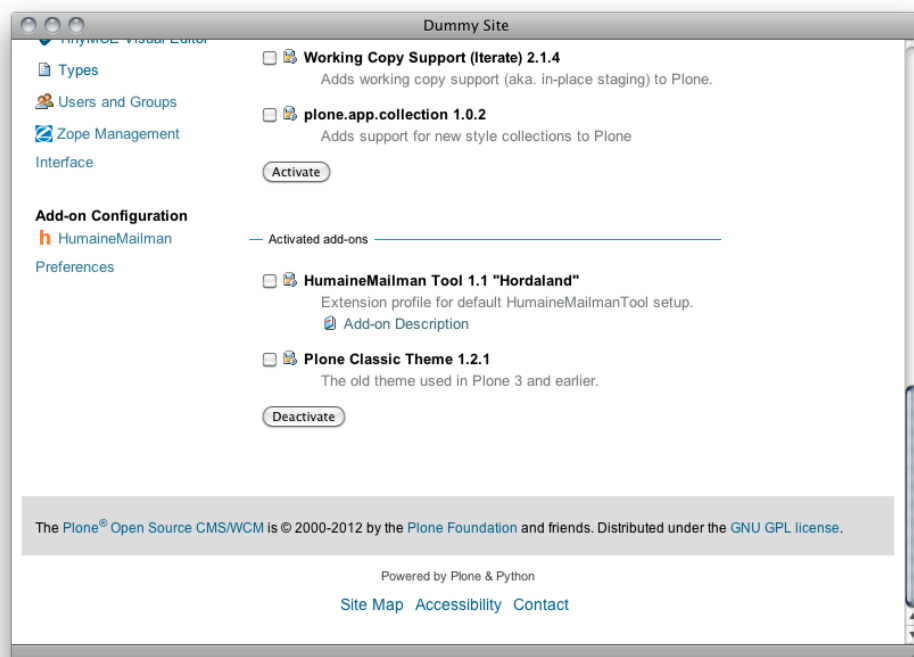 Dummy Site
TinyMCE Visual Editor
Types
Users and Groups
Zope Management
Interface
Add-on Configuration
HumaineMailman
Preferences
Working Copy Support (Iterate) 2.1.4
Adds working copy support (aka. in-place staging) to Plone.
plone.app.collection 1.0.2
Adds support for new style collections to Plone
Activate
Activated add-ons
HumaineMailman Tool 1.1 "Hordaland"
Extension profile for default HumaineMailmanTool setup.
Add-on Description
Plone Classic Theme 1.2.1
The old theme used in Plone 3 and earlier.
Deactivate
The Plone® Open Source CMS/WCM is © 2000-2012 by the Plone Foundation and friends. Distributed under the GNU GPL license.
Powered by Plone & Python
Site Map Accessibility Contact